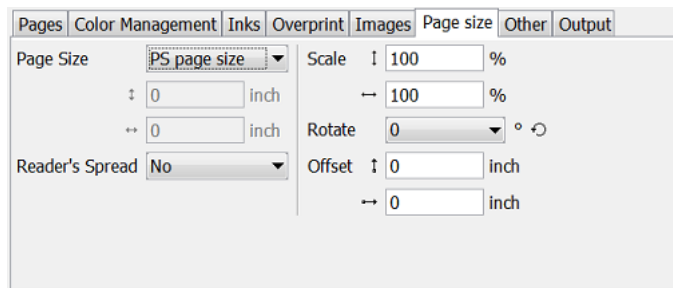 Pages Color Management Inks Overprint Images Page size Other Output
Page Size PS page size Scale 100 %
0 inch 100 %
0 inch Rotate 0 °
Reader's Spread No Offset 0 inch
0 inch